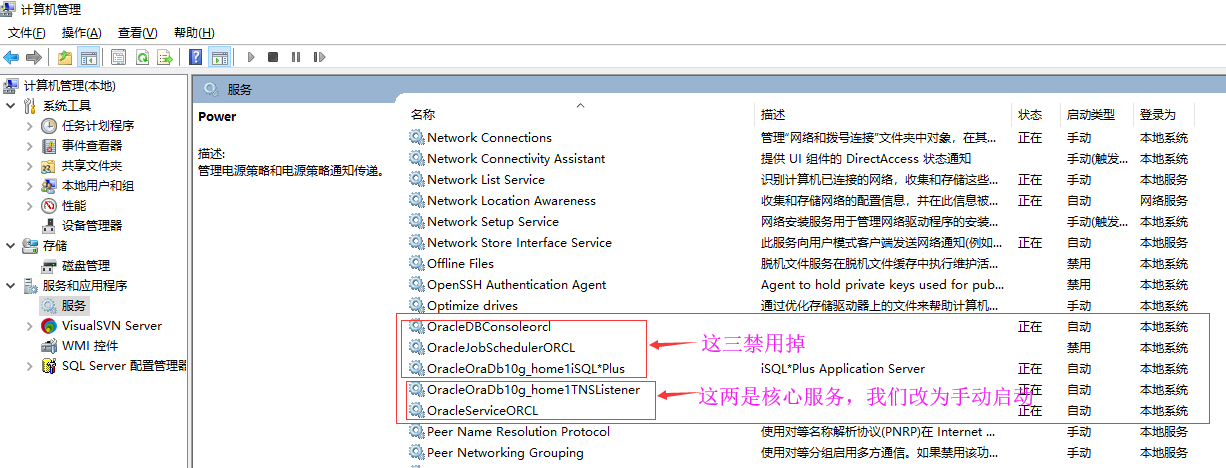 计算机管理
文件(F) 操作(A) 查看(V) 帮助(H)
计算机管理(本地)
系统工具
任务计划程序
事件查看器
共享文件夹
本地用户和组
性能
设备管理器
存储
磁盘管理
服务和应用程序
服务
VisualSVN Server
WMI 控件
SQL Server 配置管理器
服务
Power
描述:
管理电源策略和电源策略通知传递。
名称 描述 状态 启动类型 登录为
Network Connections 管理“网络和拨号连接”文件夹中对象，在其... 正在 手动 本地系统
Network Connectivity Assistant 提供 UI 组件的 DirectAccess 状态通知 手动(触发... 本地系统
Network List Service 识别计算机已连接的网络，收集和存储这些... 正在 手动 本地服务
Network Location Awareness 收集和存储网络的配置信息，并在此信息被... 正在 自动 网络服务
Network Setup Service 网络安装服务用于管理网络驱动程序的安装... 手动(触发... 本地系统
Network Store Interface Service 此服务向用户模式客户端发送网络通知(例如... 正在 自动 本地服务
Offline Files 脱机文件服务在脱机文件缓存中执行维护活... 禁用 本地系统
OpenSSH Authentication Agent Agent to hold private keys used for pub... 禁用 本地系统
Optimize drives 通过优化存储驱动器上的文件来帮助计算机... 手动 本地系统
OracleDBConsoleorcl 正在 自动 本地系统
OracleJobSchedulerORCL 禁用 本地系统
OracleOraDb10g_home1iSQL*Plus iSQL*Plus Application Server 正在 自动 本地系统
OracleOraDb10g_home1TNSListener 正在 自动 本地系统
OracleServiceORCL 正在 自动 本地系统
Peer Name Resolution Protocol 使用对等名称解析协议(PNRP)在 Internet ... 手动 本地服务
Peer Networking Grouping 使用对等分组启用多方通信。如果禁用该功... 手动 本地服务
这三禁用掉
这两是核心服务，我们改为手动启动